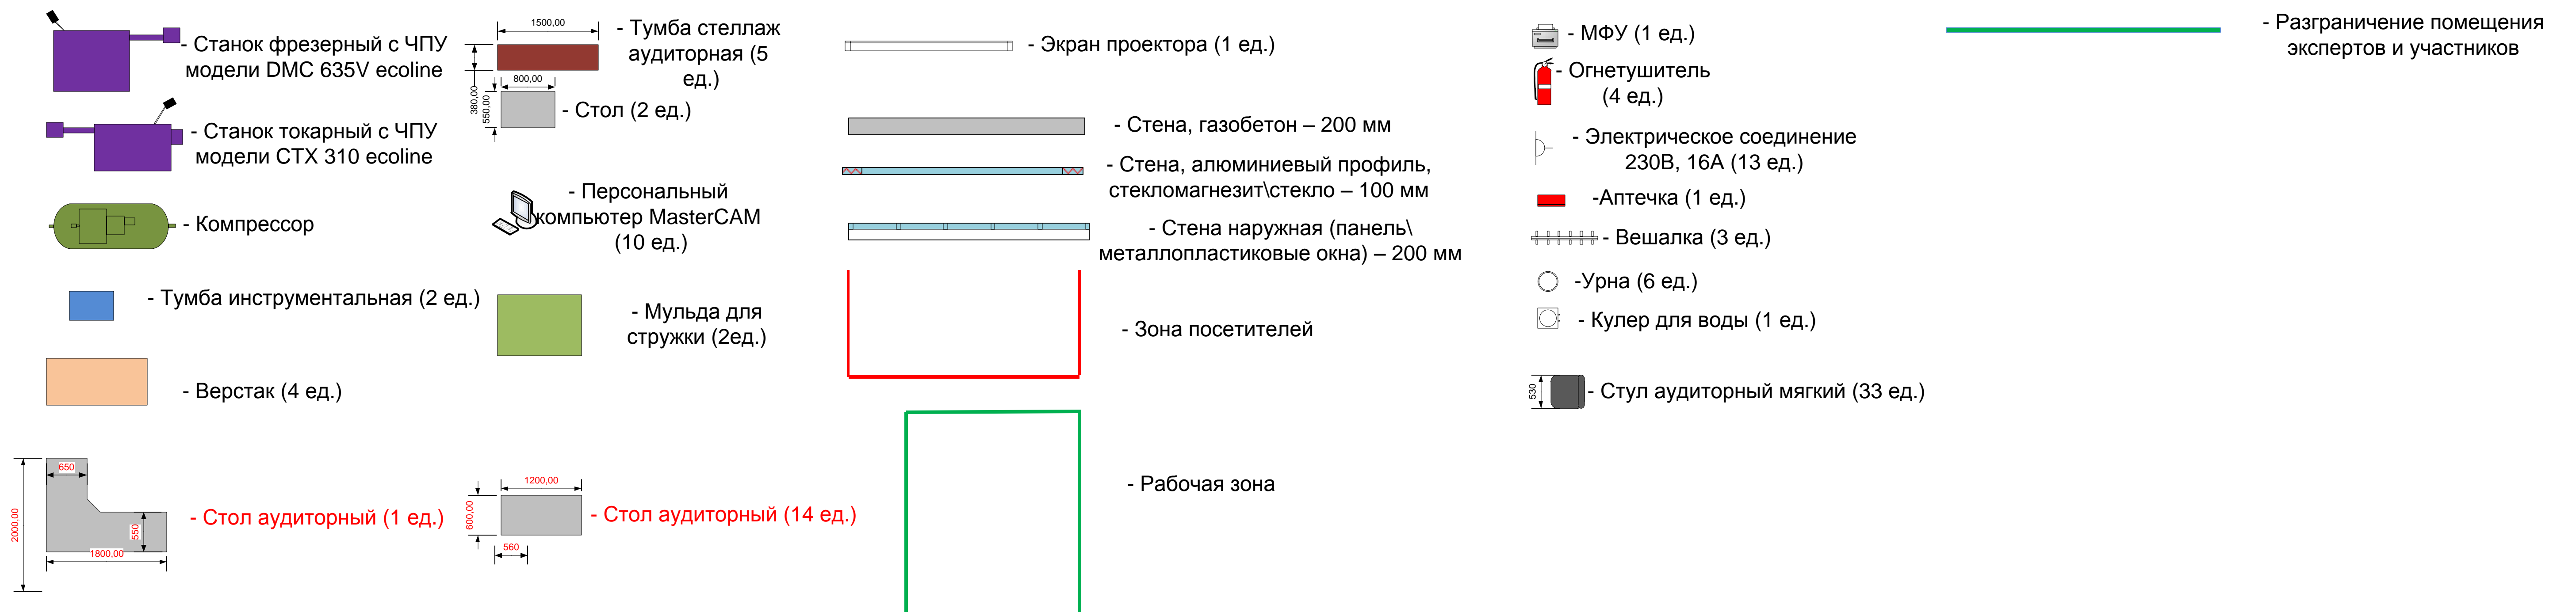 - Станок фрезерный с ЧПУ
модели DMC 635V ecoline
- Станок токарный с ЧПУ
модели CTX 310 ecoline
- Компрессор
- Тумба инструментальная (2 ед.)
- Верстак (4 ед.)
650
2000,00
550
1800,00
- Стол аудиторный (1 ед.)
1500,00
- Тумба стеллаж
аудиторная (5
ед.)
380,00
800,00
550,00
- Стол (2 ед.)
- Персональный
компьютер MasterCAM
(10 ед.)
- Мульда для
стружки (2ед.)
1200,00
600,00
560
- Стол аудиторный (14 ед.)
- Экран проектора (1 ед.)
- Стена, газобетон – 200 мм
- Стена, алюминиевый профиль,
стекломагнезит\стекло – 100 мм
- Стена наружная (панель\
металлопластиковые окна) – 200 мм
- Зона посетителей
- Рабочая зона
- МФУ (1 ед.)
- Огнетушитель
(4 ед.)
- Электрическое соединение
230В, 16А (13 ед.)
-Аптечка (1 ед.)
- Вешалка (3 ед.)
-Урна (6 ед.)
- Кулер для воды (1 ед.)
530
- Стул аудиторный мягкий (33 ед.)
- Разграничение помещения
экспертов и участников